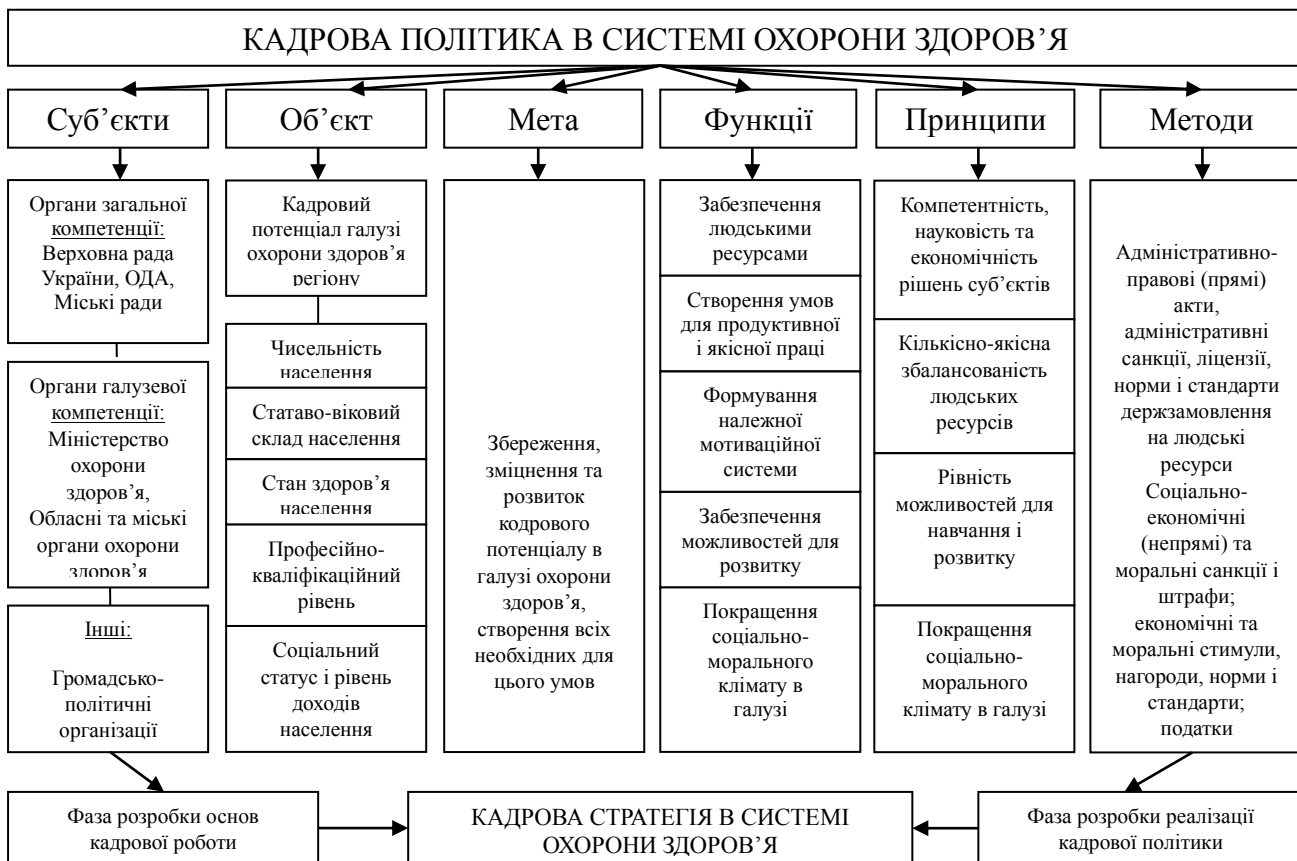 КАДРОВА ПОЛІТИКА В СИСТЕМІ ОХОРОНИ ЗДОРОВ’Я
Суб’єкти
Об’єкт
Мета
Функції
Принципи
Методи
Органи загальної
компетенції:
Верховна рада
України, ОДА,
Міські ради
Органи галузевої
компетенції:
Міністерство
охорони
здоров’я,
Обласні та міські
органи охорони
здоров’я
Інші:
Громадсько-
політичні
організації
Кадровий
потенціал галузі
охорони здоров’я
регіону
Чисельність
населення
Статаво-віковий
склад населення
Стан здоров’я
населення
Професійно-
кваліфікаційний
рівень
Соціальний
статус і рівень
доходів
населення
Збереження,
зміцнення та
розвиток
кодрового
потенціалу в
галузі охорони
здоров’я,
створення всіх
необхідних для
цього умов
Забезпечення
людськими
ресурсами
Створення умов
для продуктивної
і якісної праці
Формування
належної
мотиваційної
системи
Забезпечення
можливостей для
розвитку
Покращення
соціально-
морального
клімату в
галузі
Компетентність,
науковість та
економічність
рішень суб’єктів
Кількісно-якісна
збалансованість
людських
ресурсів
Рівність
можливостей для
навчання і
розвитку
Покращення
соціально-
морального
клімату в галузі
Адміністративно-
правові (прямі)
акти,
адміністративні
санкції, ліцензії,
норми і стандарти
держзамовлення
на людські
ресурси
Соціально-
економічні
(непрямі) та
моральні санкції і
штрафи;
економічні та
моральні стимули,
нагороди, норми і
стандарти;
податки
Фаза розробки основ
кадрової роботи
КАДРОВА СТРАТЕГІЯ В СИСТЕМІ
ОХОРОНИ ЗДОРОВ’Я
Фаза розробки реалізації
кадрової політики